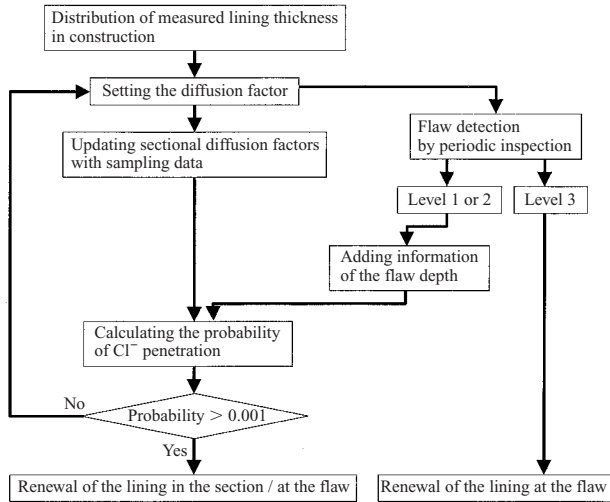 Distribution of measured lining thickness
in construction
Setting the diffusion factor
Updating sectional diffusion factors
with sampling data
Flaw detection
by periodic inspection
Level 1 or 2
Level 3
Adding information
of the flaw depth
Calculating the probability
of Cl⁻ penetration
No
Probability > 0.001
Yes
Renewal of the lining in the section / at the flaw
Renewal of the lining at the flaw